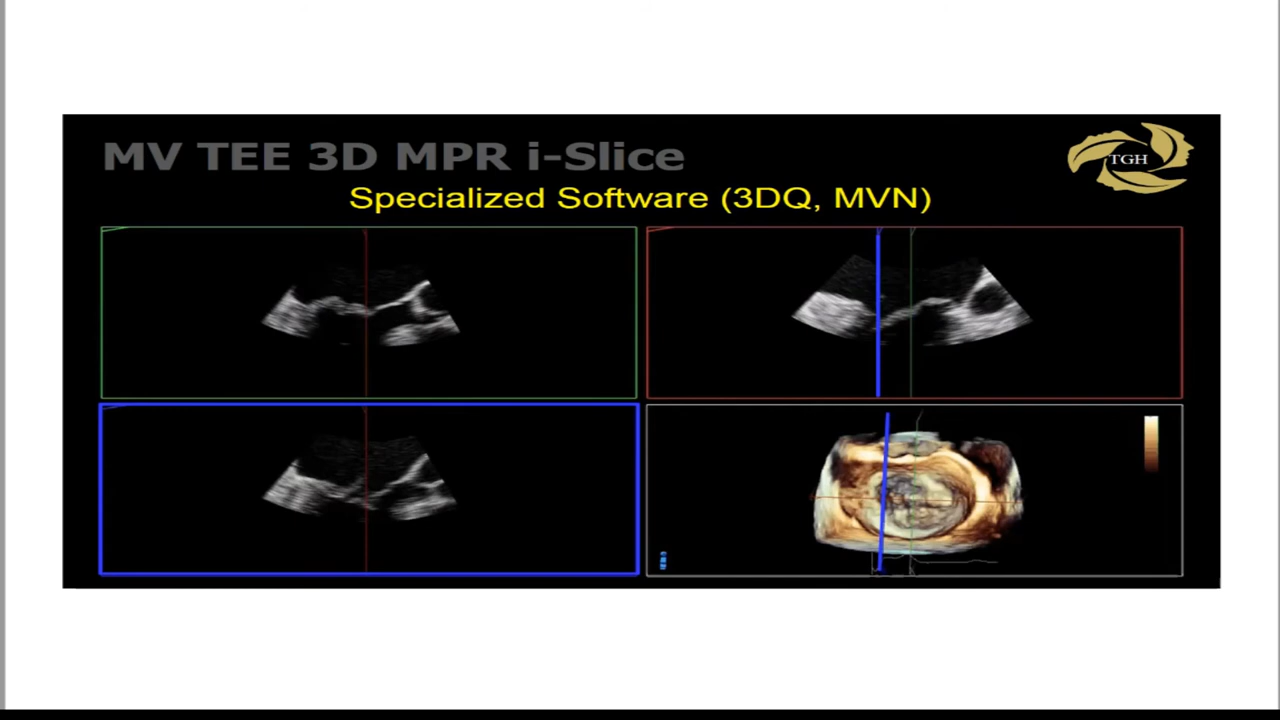 MV TEE 3D MPR i-Slice
TGH
Specialized Software (3DQ, MVN)